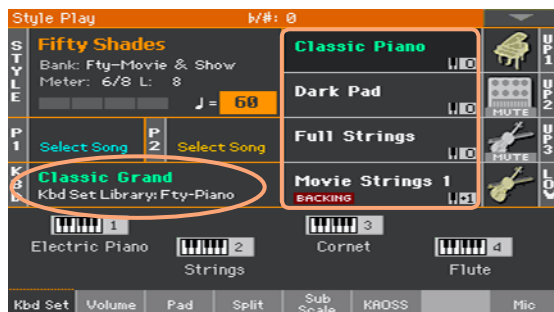 Style Play ♭/#: 0
STYLE
Fifty Shades
Bank: Fty-Movie & Show
Meter: 6/8 L: 8
♩= 60
P1 Select Song
P2 Select Song
KBD
Classic Grand
Kbd Set Library: Fty-Piano
Classic Piano
UP1
Dark Pad
MUTE
UP2
Full Strings
MUTE
UP3
Movie Strings 1
BACKING
LOW
1
Electric Piano
2
Strings
3
Cornet
4
Flute
Kbd Set Volume Pad Split Sub Scale KAOSS Mic